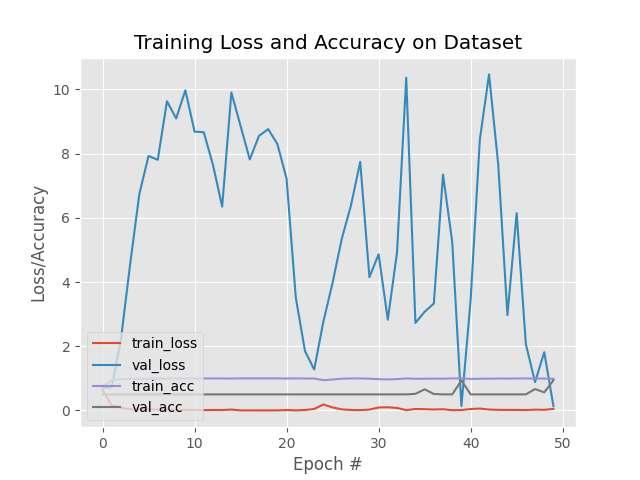 Training Loss and Accuracy on Dataset
Loss/Accuracy
10
8
6
4
2
0
train_loss
val_loss
train_acc
val_acc
0 10 20 30 40 50
Epoch #